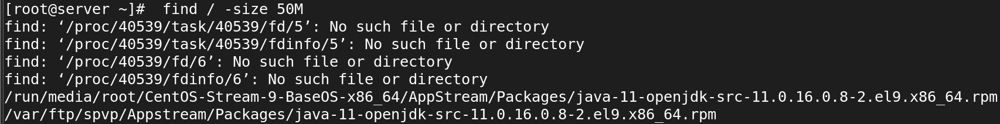 [root@server ~]#  find / -size 50M
find: ‘/proc/40539/task/40539/fd/5’: No such file or directory
find: ‘/proc/40539/task/40539/fdinfo/5’: No such file or directory
find: ‘/proc/40539/fd/6’: No such file or directory
find: ‘/proc/40539/fdinfo/6’: No such file or directory
/run/media/root/CentOS-Stream-9-BaseOS-x86_64/AppStream/Packages/java-11-openjdk-src-11.0.16.0.8-2.el9.x86_64.rpm
/var/ftp/spvp/Appstream/Packages/java-11-openjdk-src-11.0.16.0.8-2.el9.x86_64.rpm